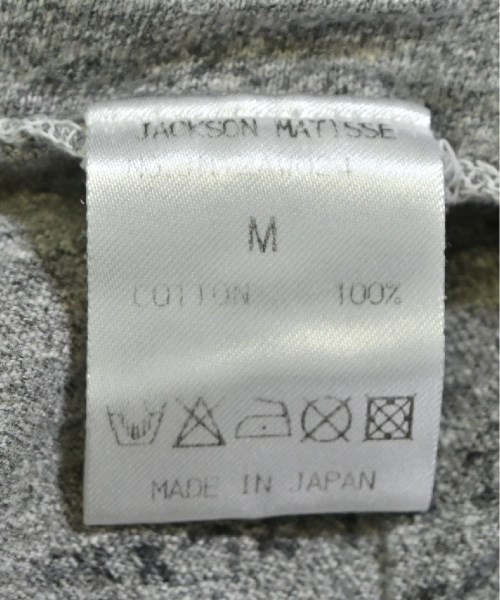 JACKSON MATISSE
M
COTTON 100%
MADE IN JAPAN